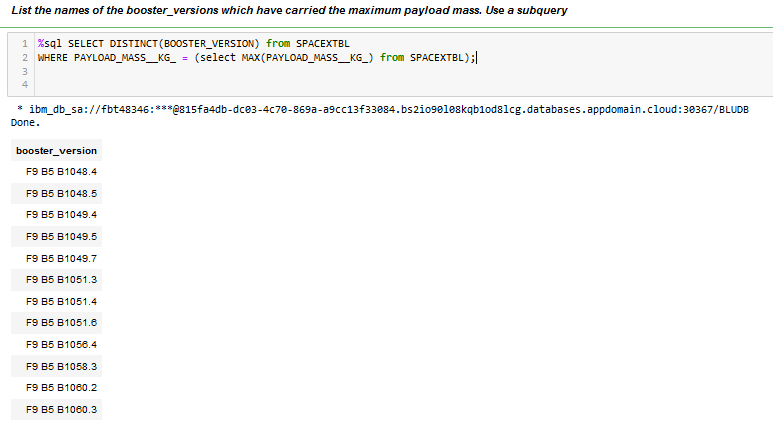 List the names of the booster_versions which have carried the maximum payload mass. Use a subquery
1 %sql SELECT DISTINCT(BOOSTER_VERSION) from SPACEXTBL
2 WHERE PAYLOAD_MASS__KG_ = (select MAX(PAYLOAD_MASS__KG_) from SPACEXTBL);
3
4
* ibm_db_sa://fbt48346:***@815fa4db-dc03-4c70-869a-a9cc13f33084.bs2io90l08kqb1od8lcg.databases.appdomain.cloud:30367/BLUDB
Done.
booster_version
F9 B5 B1048.4
F9 B5 B1048.5
F9 B5 B1049.4
F9 B5 B1049.5
F9 B5 B1049.7
F9 B5 B1051.3
F9 B5 B1051.4
F9 B5 B1051.6
F9 B5 B1056.4
F9 B5 B1058.3
F9 B5 B1060.2
F9 B5 B1060.3